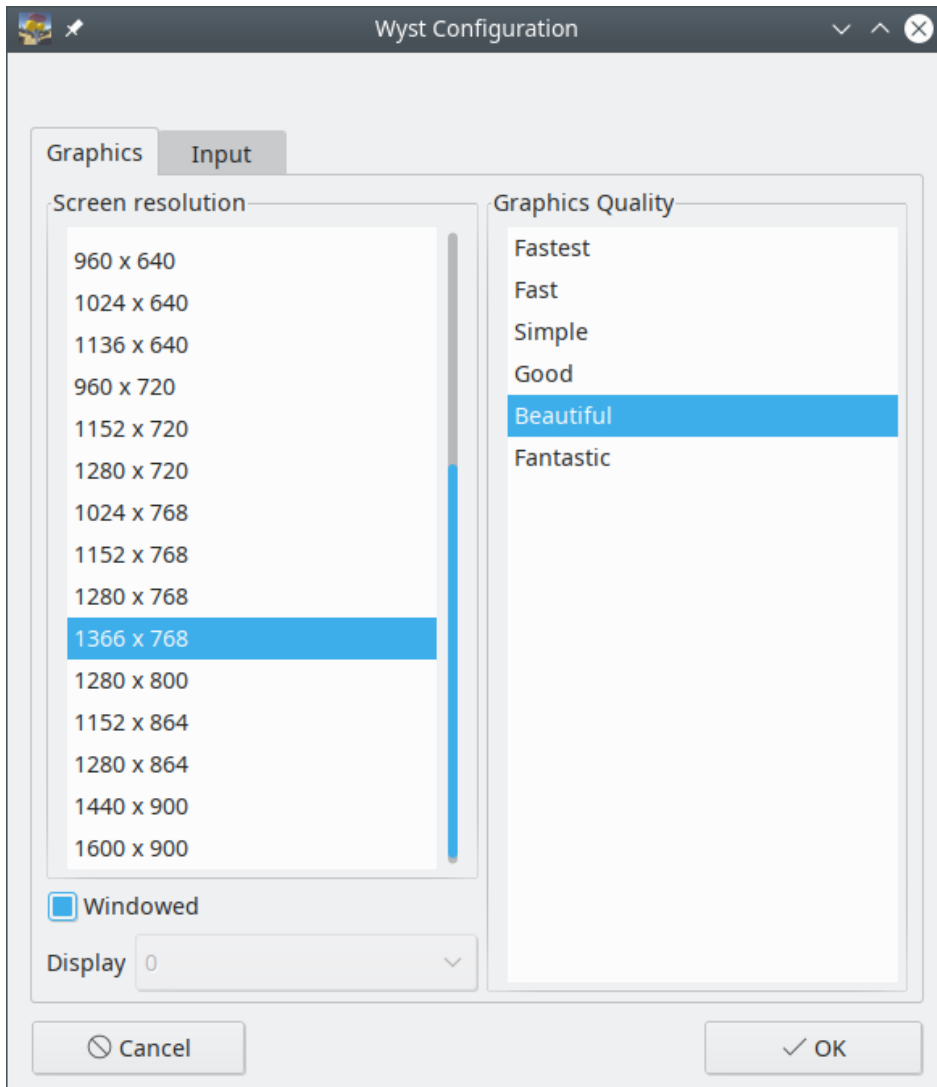 Wyst Configuration
Graphics
Input
Screen resolution
960 x 640
1024 x 640
1136 x 640
960 x 720
1152 x 720
1280 x 720
1024 x 768
1152 x 768
1280 x 768
1366 x 768
1280 x 800
1152 x 864
1280 x 864
1440 x 900
1600 x 900
Windowed
Display 0
Graphics Quality
Fastest
Fast
Simple
Good
Beautiful
Fantastic
Cancel
OK